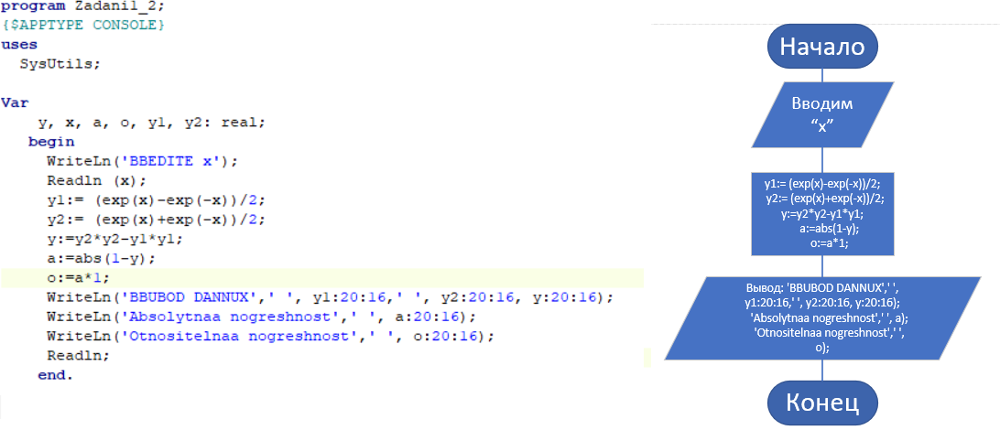 program Zadanil_2;
{$APPTYPE CONSOLE}
uses
SysUtils;
Var
y, x, a, o, y1, y2: real;
begin
WriteLn('BBEDITE x');
Readln (x);
y1:= (exp(x)-exp(-x))/2;
y2:= (exp(x)+exp(-x))/2;
y:=y2*y2-y1*y1;
a:=abs(1-y);
o:=a*1;
WriteLn('BBUBOD DANNUX',' ', y1:20:16,' ', y2:20:16, y:20:16);
WriteLn('Absolytnaa nogreshnost',' ', a:20:16);
WriteLn('Otnositelnaa nogreshnost',' ', o:20:16);
Readln;
end.
Начало
Вводим
“x”
y1:= (exp(x)-exp(-x))/2;
y2:= (exp(x)+exp(-x))/2;
y:=y2*y2-y1*y1;
a:=abs(1-y);
o:=a*1;
Вывод: 'BBUBOD DANNUX',' ',
y1:20:16,' ', y2:20:16, y:20:16);
'Absolytnaa nogreshnost',' ', a);
'Otnositelnaa nogreshnost',' ',
o);
Конец